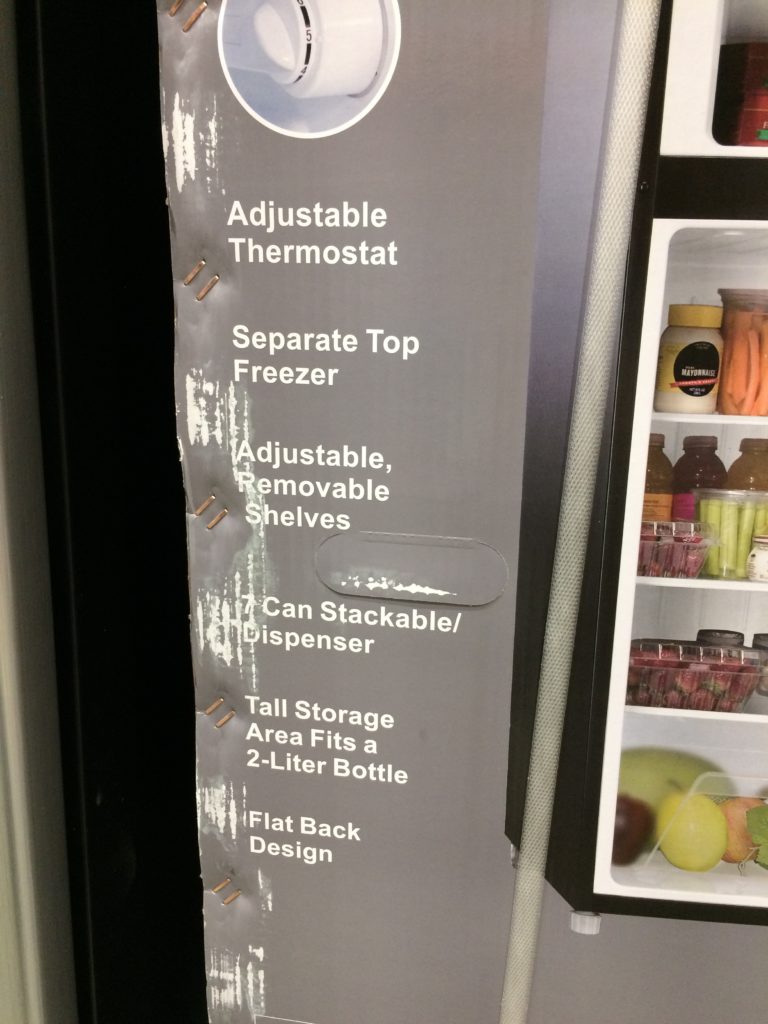 5
Adjustable
Thermostat
Separate Top
Freezer
Adjustable,
Removable
Shelves
7 Can Stackable/
Dispenser
Tall Storage
Area Fits a
2-Liter Bottle
Flat Back
Design
MAYONNAISE